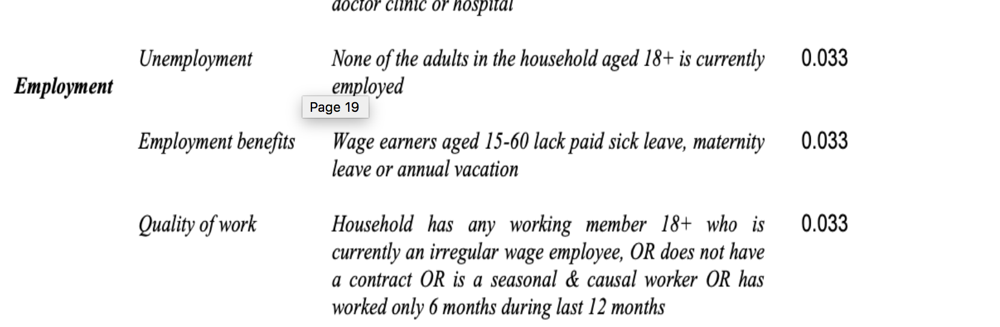 doctor clinic or hospital
Unemployment None of the adults in the household aged 18+ is currently 0.033
Employment employed
Page 19
Employment benefits Wage earners aged 15-60 lack paid sick leave, maternity 0.033
leave or annual vacation
Quality of work Household has any working member 18+ who is 0.033
currently an irregular wage employee, OR does not have
a contract OR is a seasonal & causal worker OR has
worked only 6 months during last 12 months